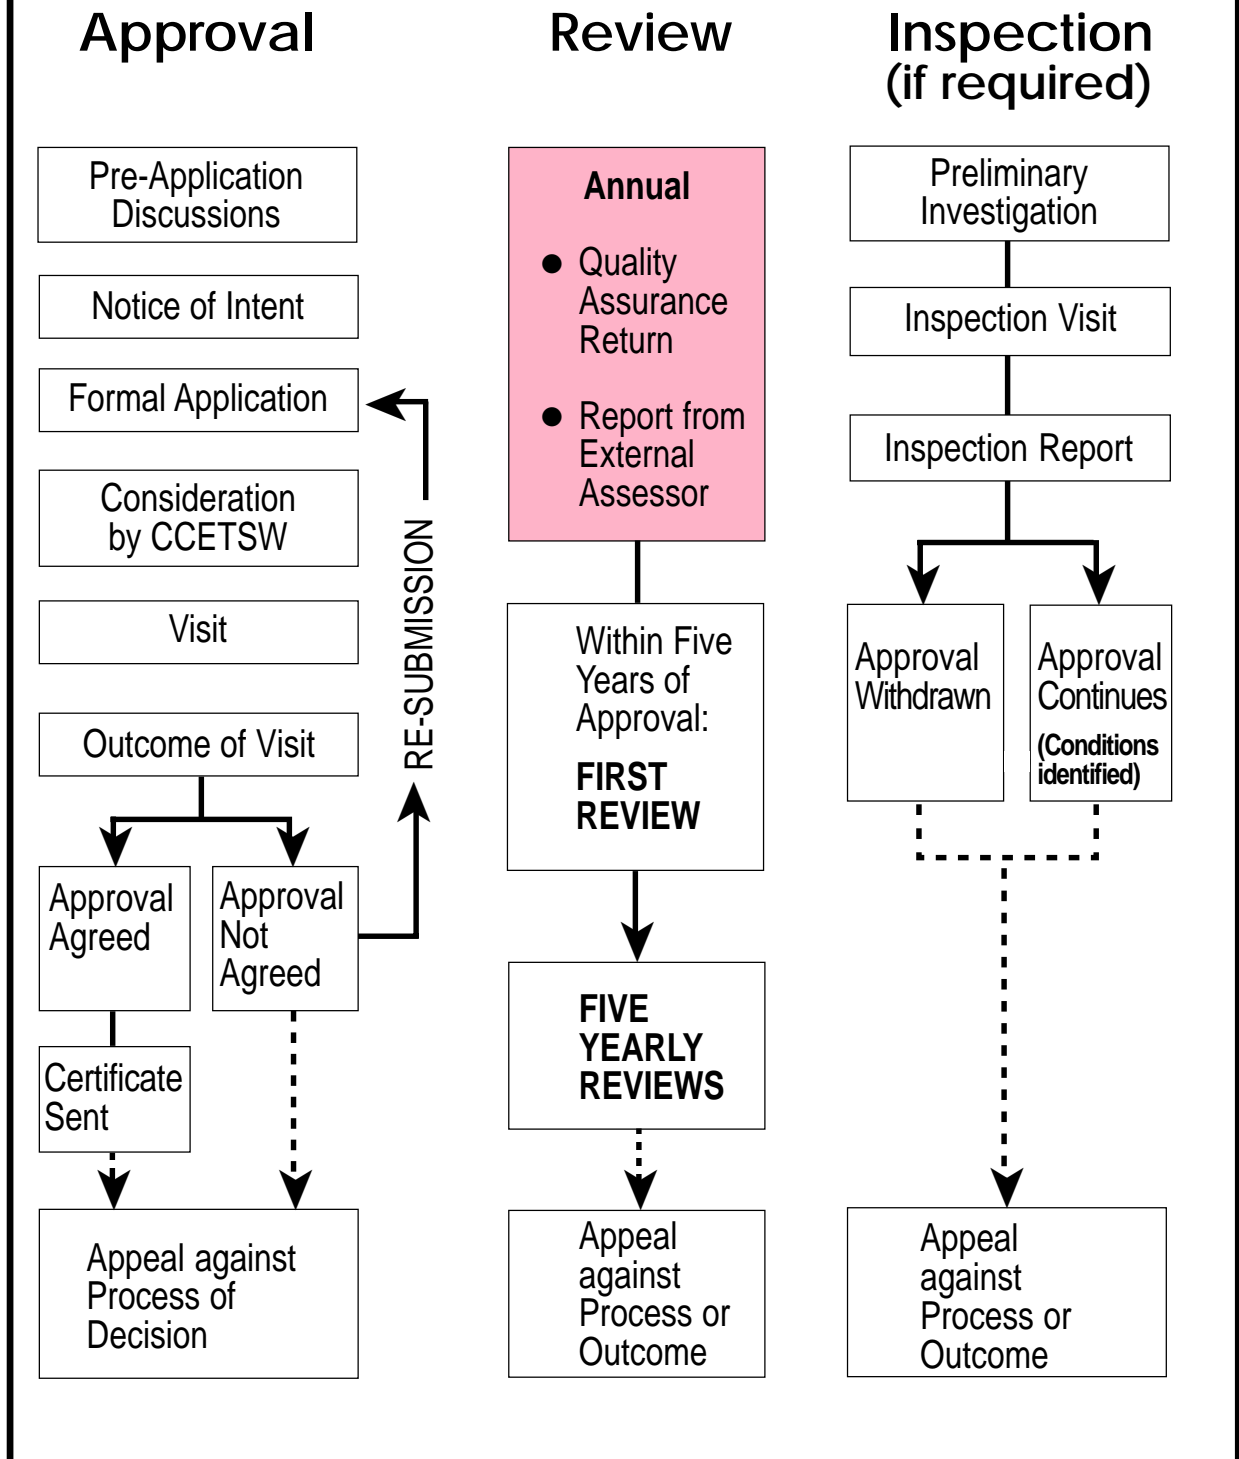 Approval
Pre-Application
Discussions
Notice of Intent
Formal Application
Consideration
by CCETSW
Visit
Outcome of Visit
Approval
Agreed
Approval
Not
Agreed
RE-SUBMISSION
Certificate
Sent
Appeal against
Process of
Decision
Review
Annual
● Quality
Assurance
Return
● Report from
External
Assessor
Within Five
Years of
Approval:
FIRST
REVIEW
FIVE
YEARLY
REVIEWS
Appeal
against
Process or
Outcome
Inspection
(if required)
Preliminary
Investigation
Inspection Visit
Inspection Report
Approval
Withdrawn
Approval
Continues
(Conditions
identified)
Appeal
against
Process or
Outcome